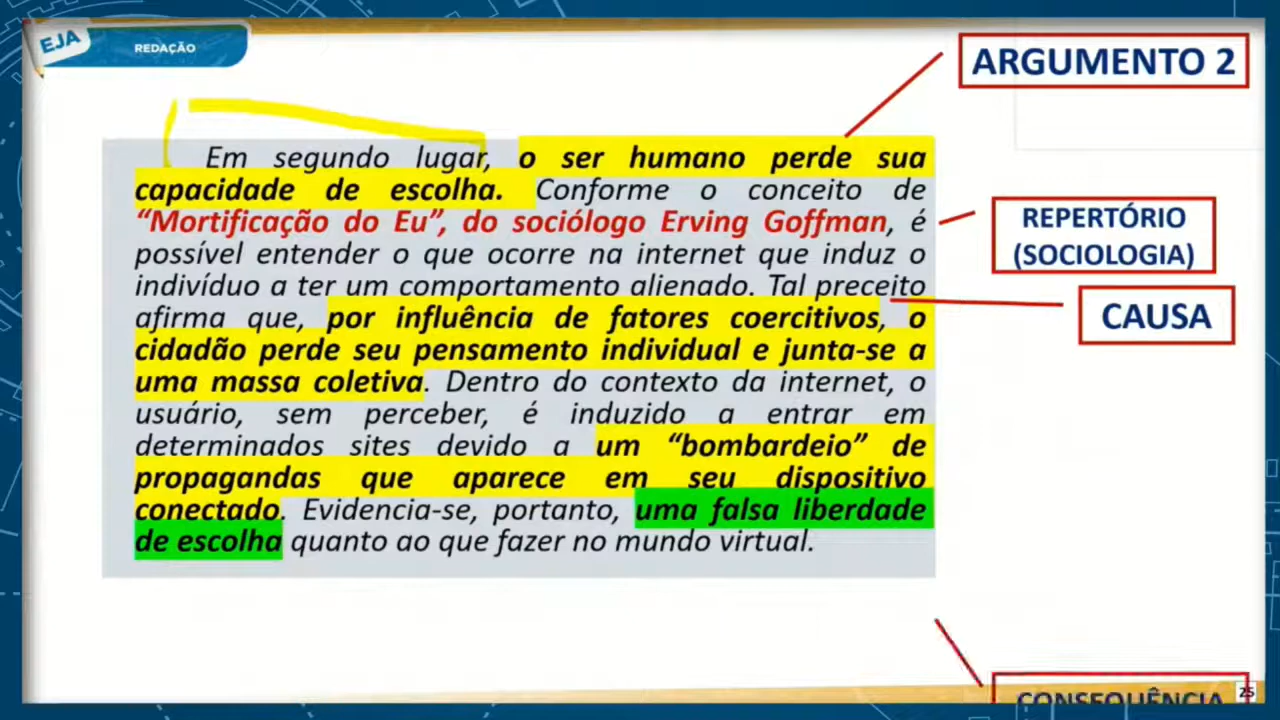 EJA
REDAÇÃO
ARGUMENTO 2
Em segundo lugar, o ser humano perde sua
capacidade de escolha. Conforme o conceito de
“Mortificação do Eu”, do sociólogo Erving Goffman, é
possível entender o que ocorre na internet que induz o
indivíduo a ter um comportamento alienado. Tal preceito
afirma que, por influência de fatores coercitivos, o
cidadão perde seu pensamento individual e junta-se a
uma massa coletiva. Dentro do contexto da internet, o
usuário, sem perceber, é induzido a entrar em
determinados sites devido a um “bombardeio” de
propagandas que aparece em seu dispositivo
conectado. Evidencia-se, portanto, uma falsa liberdade
de escolha quanto ao que fazer no mundo virtual.
REPERTÓRIO
(SOCIOLOGIA)
CAUSA
CONSEQUÊNCIA
25